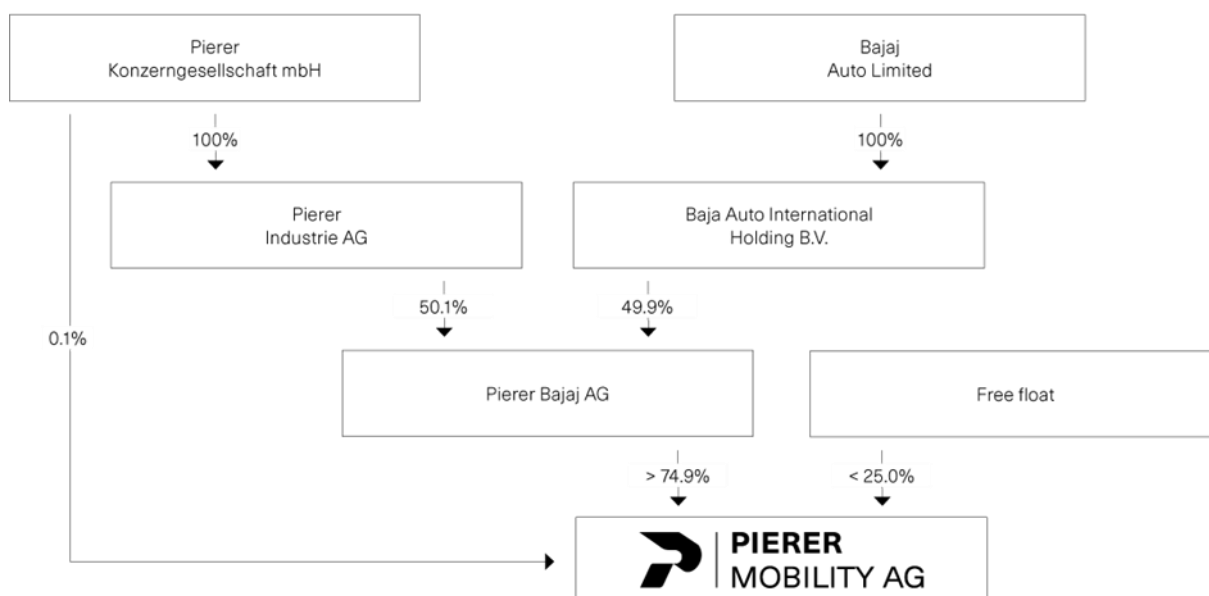 Pierer
Konzerngesellschaft mbH
Bajaj
Auto Limited
100%
100%
Pierer
Industrie AG
Baja Auto International
Holding B.V.
50.1%
49.9%
0.1%
Pierer Bajaj AG
Free float
> 74.9%
< 25.0%
PIERER
MOBILITY AG